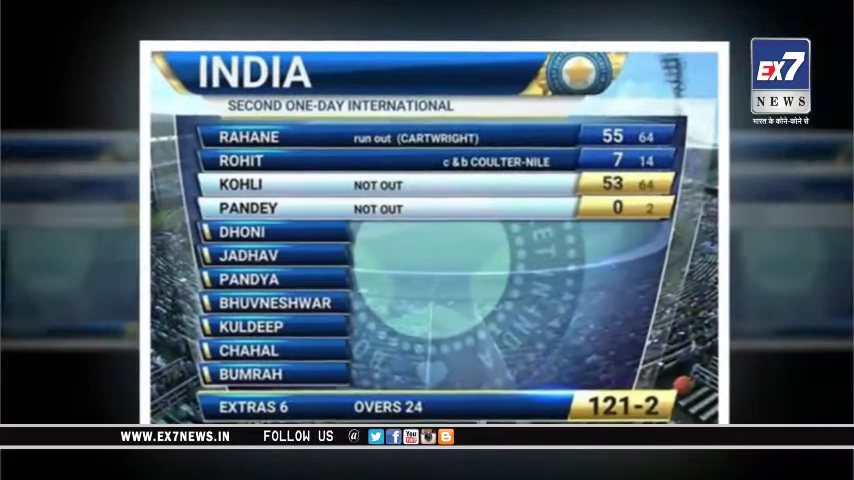 INDIA
SECOND ONE-DAY INTERNATIONAL
RAHANE run out (CARTWRIGHT) 55 64
ROHIT c & b COULTER-NILE 7 14
KOHLI NOT OUT 53 64
PANDEY NOT OUT 0 2
DHONI
JADHAV
PANDYA
BHUVNESHWAR
KULDEEP
CHAHAL
BUMRAH
EXTRAS 6 OVERS 24 121-2
EX7
NEWS
भारत के कोने-कोने से
WWW.EX7NEWS.IN FOLLOW US @